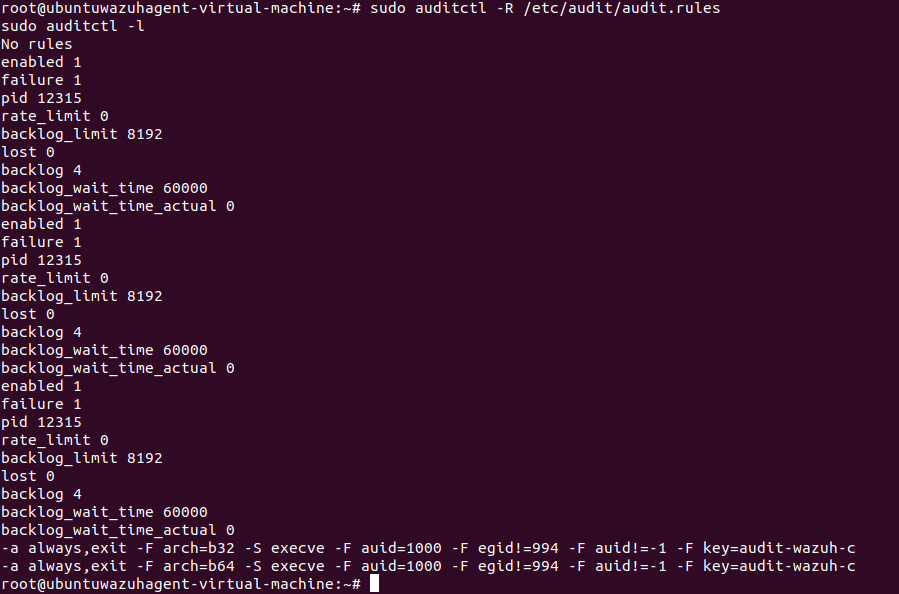 root@ubuntuwazuhagent-virtual-machine:~# sudo auditctl -R /etc/audit/audit.rules
sudo auditctl -l
No rules
enabled 1
failure 1
pid 12315
rate_limit 0
backlog_limit 8192
lost 0
backlog 4
backlog_wait_time 60000
backlog_wait_time_actual 0
enabled 1
failure 1
pid 12315
rate_limit 0
backlog_limit 8192
lost 0
backlog 4
backlog_wait_time 60000
backlog_wait_time_actual 0
enabled 1
failure 1
pid 12315
rate_limit 0
backlog_limit 8192
lost 0
backlog 4
backlog_wait_time 60000
backlog_wait_time_actual 0
-a always,exit -F arch=b32 -S execve -F auid=1000 -F egid!=994 -F auid!=-1 -F key=audit-wazuh-c
-a always,exit -F arch=b64 -S execve -F auid=1000 -F egid!=994 -F auid!=-1 -F key=audit-wazuh-c
root@ubuntuwazuhagent-virtual-machine:~#